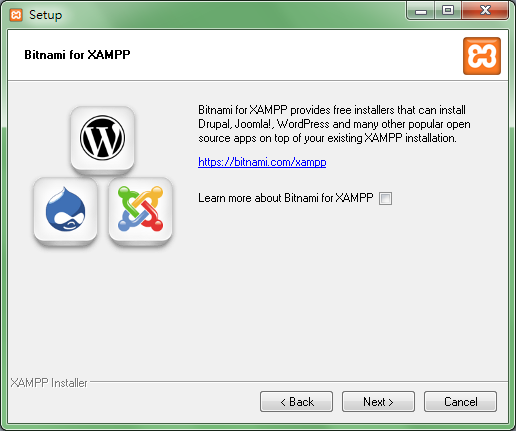 Setup
Bitnami for XAMPP
Bitnami for XAMPP provides free installers that can install
Drupal, Joomla!, WordPress and many other popular open
source apps on top of your existing XAMPP installation.
https://bitnami.com/xampp
Learn more about Bitnami for XAMPP
XAMPP Installer
< Back
Next >
Cancel